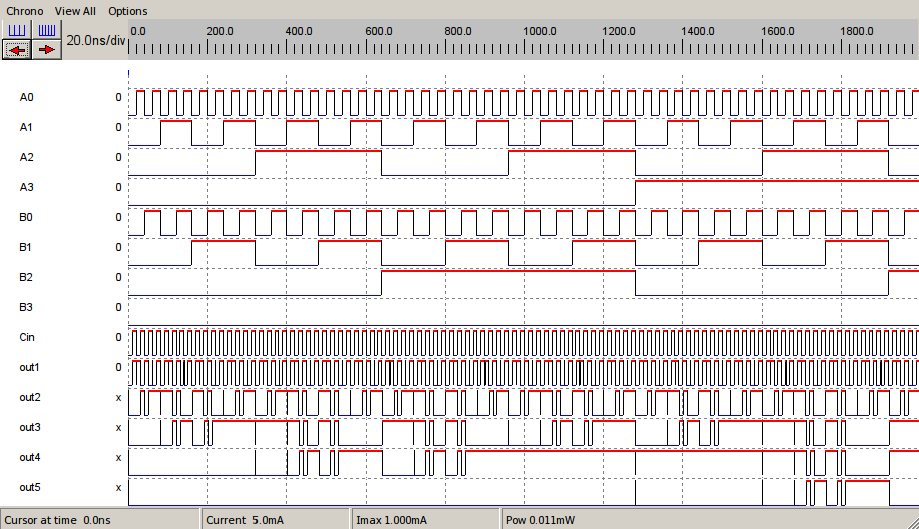 Chrono View All Options
20.0ns/div 0.0 200.0 400.0 600.0 800.0 1000.0 1200.0 1400.0 1600.0 1800.0
A0 0
A1 0
A2 0
A3 0
B0 0
B1 0
B2 0
B3 0
Cin 0
out1 0
out2 x
out3 x
out4 x
out5 x
Cursor at time 0.0ns Current 5.0mA Imax 1.000mA Pow 0.011mW